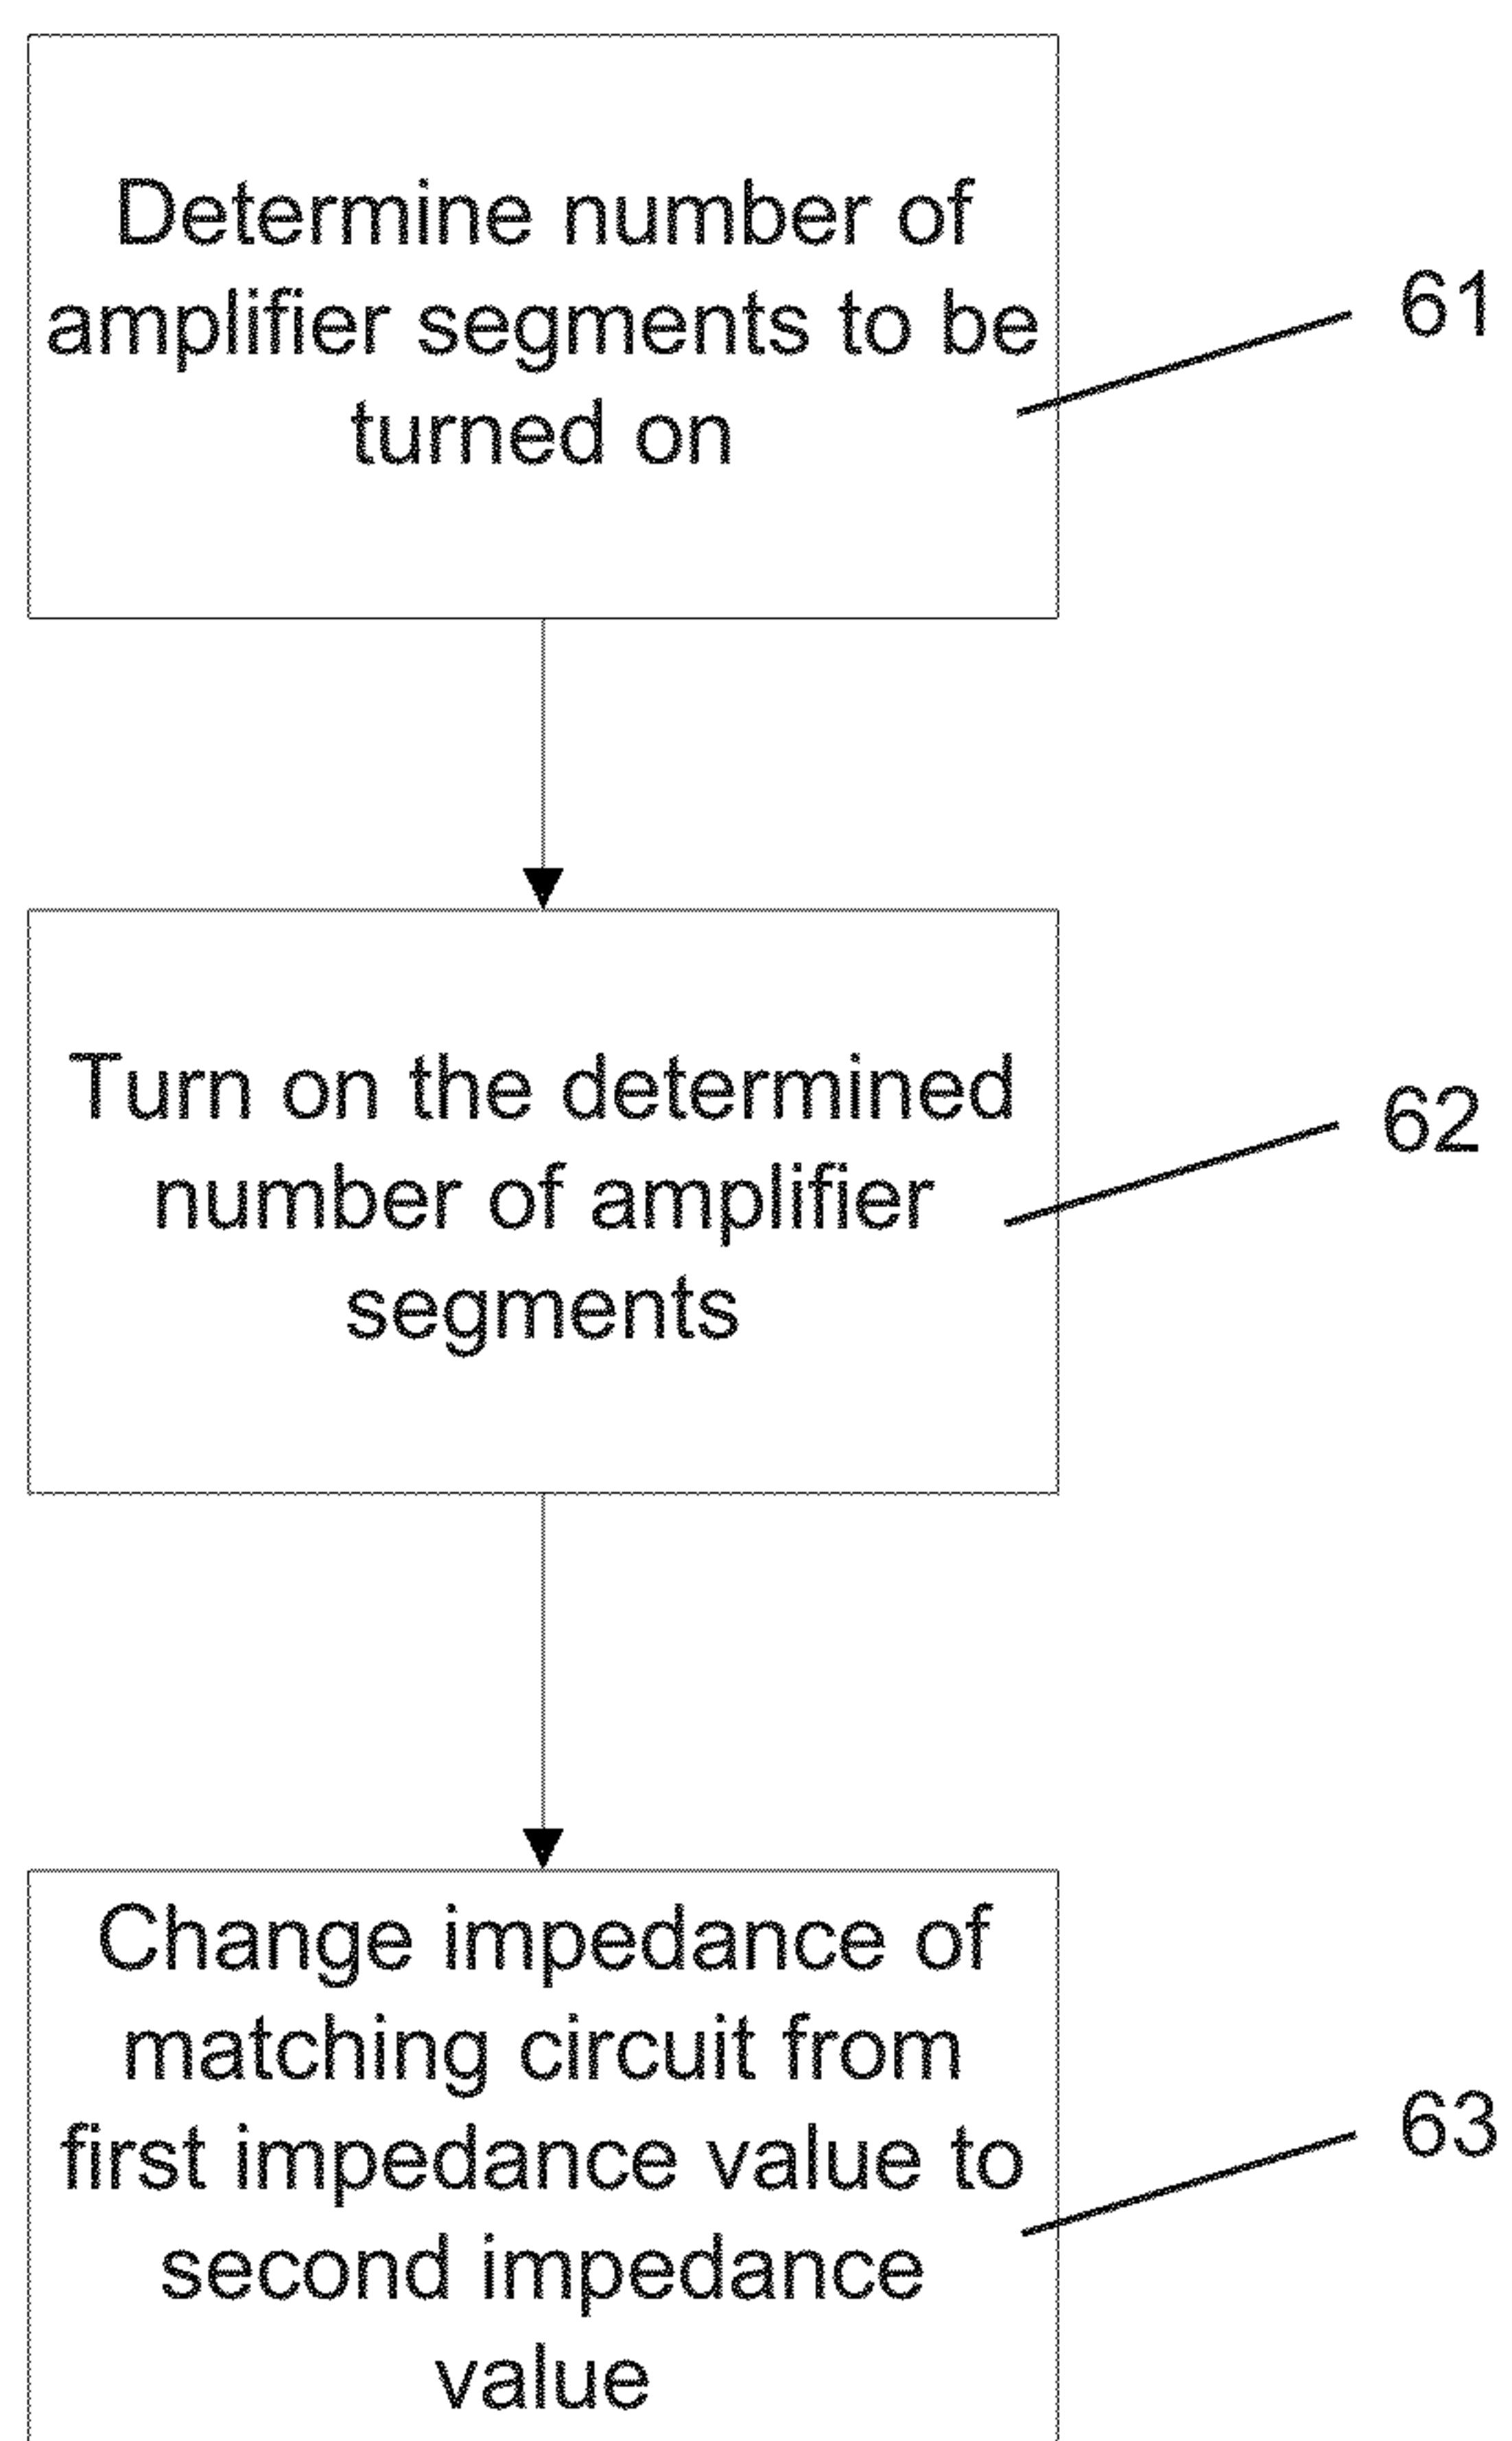 Determine number of
amplifier segments to be
turned on
61
Turn on the determined
number of amplifier
segments
62
Change impedance of
matching circuit from
first impedance value to
second impedance
value
63